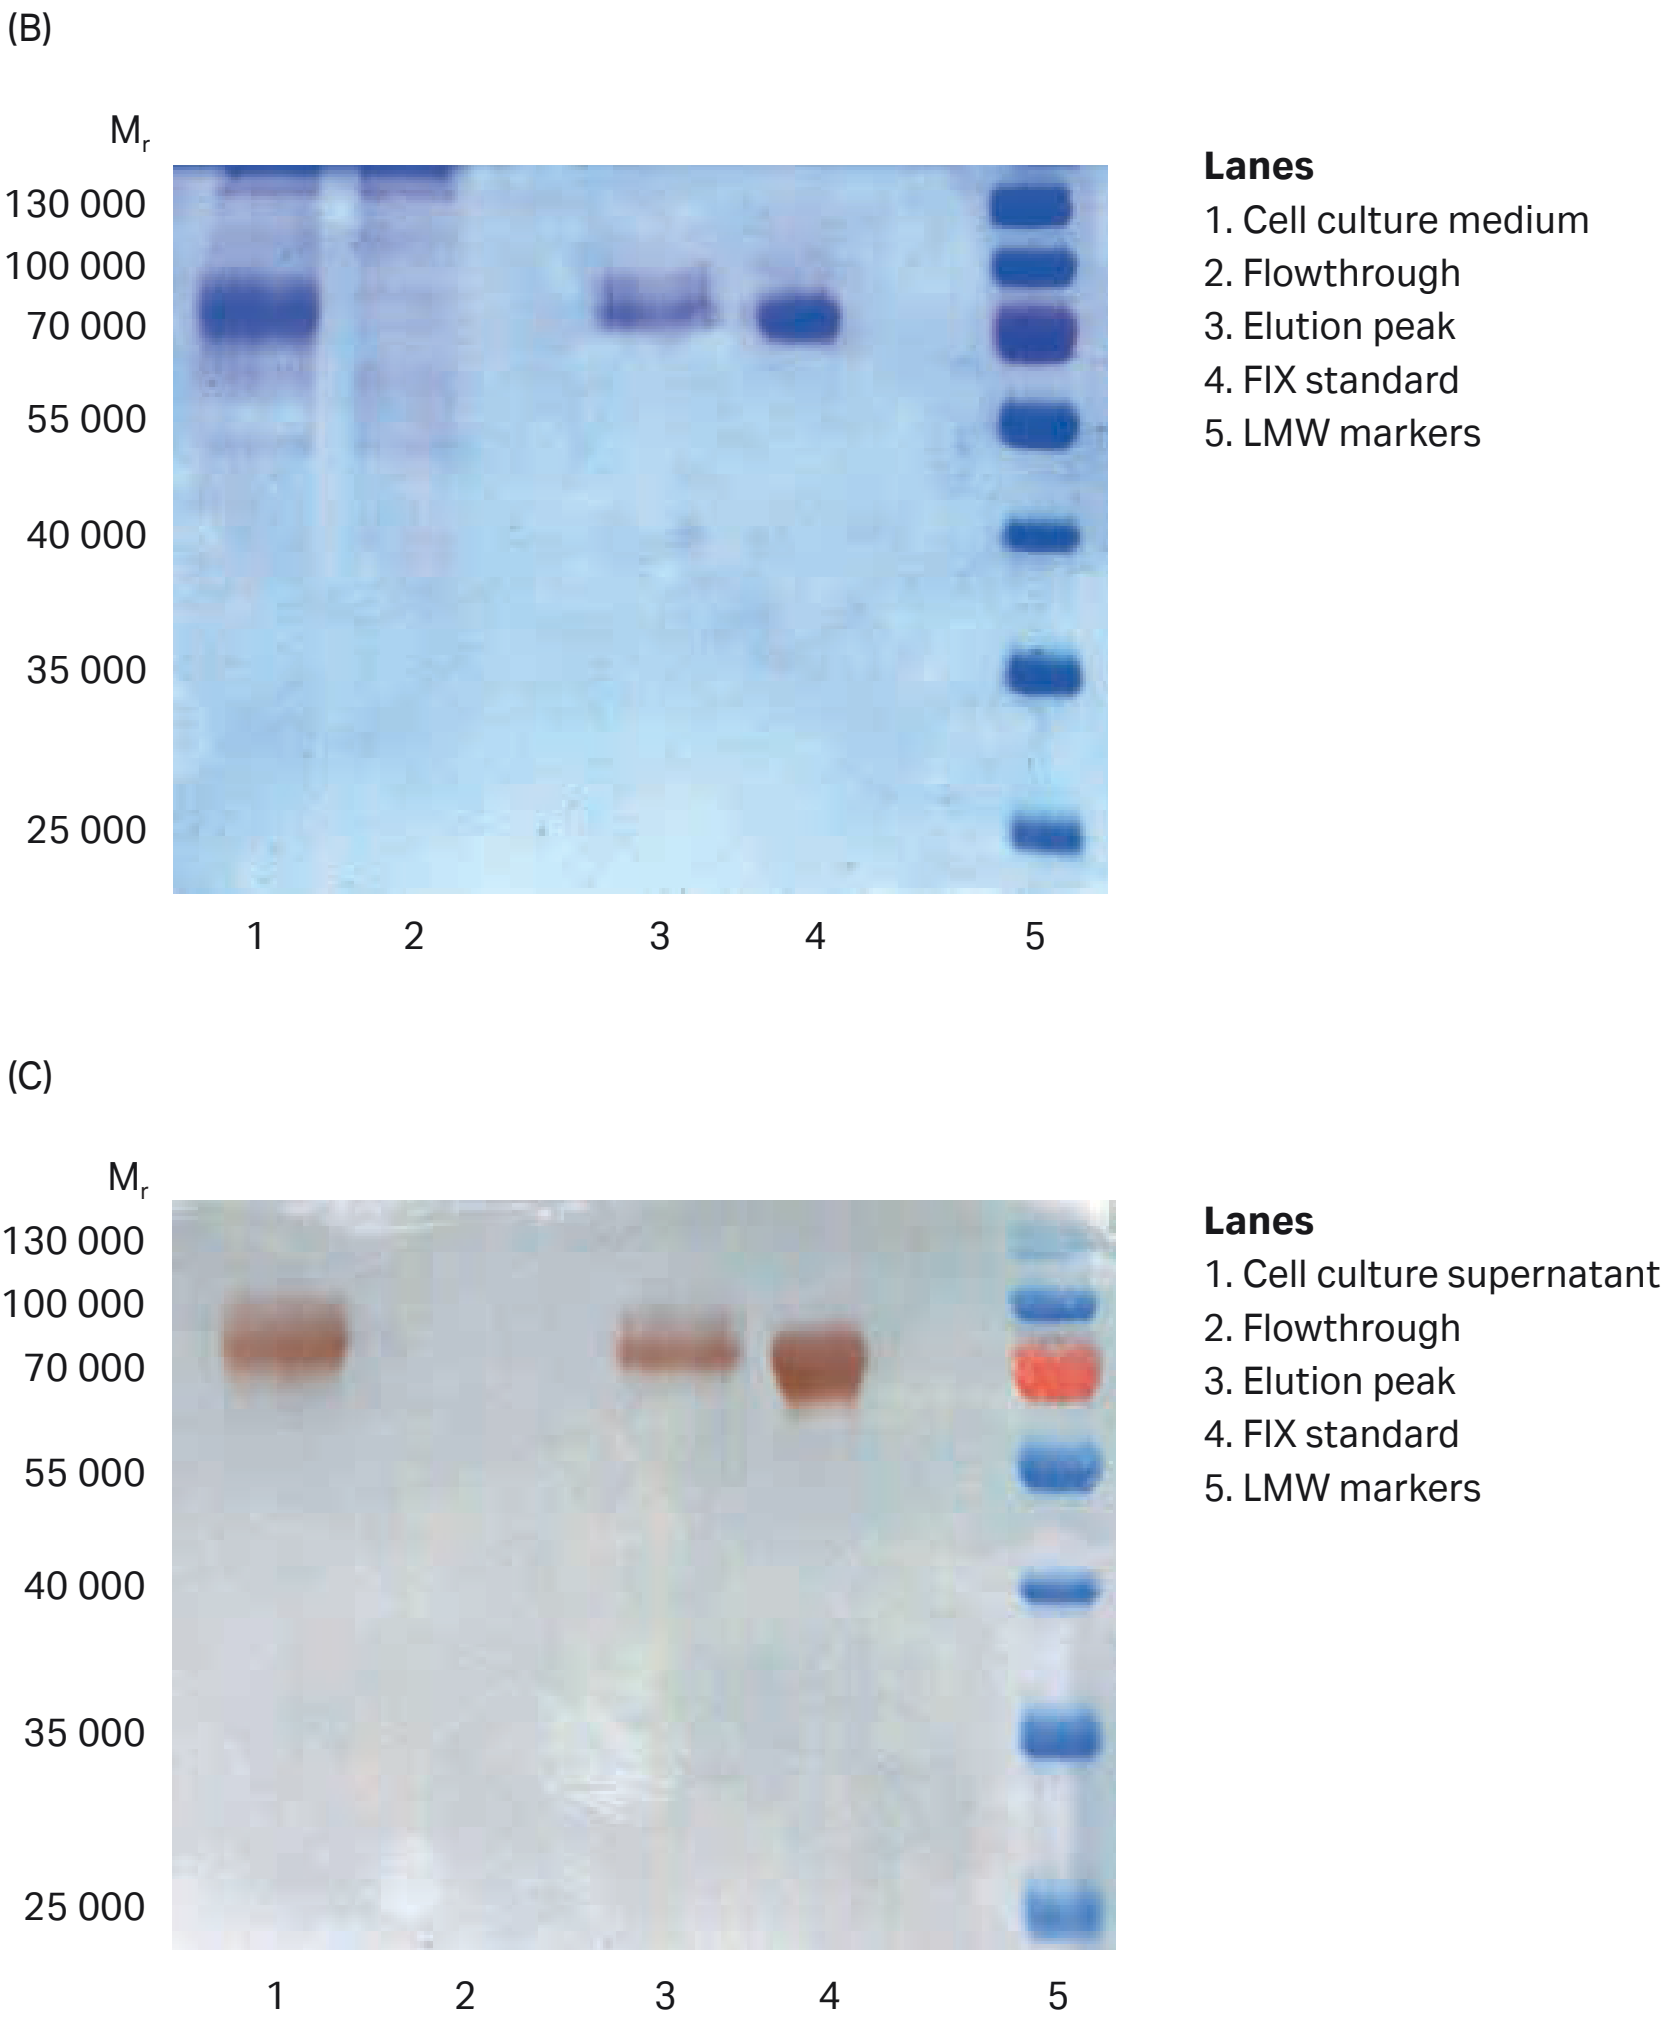 (B)
Mr
130 000
100 000
70 000
55 000
40 000
35 000
25 000
1 2 3 4 5
Lanes
1. Cell culture medium
2. Flowthrough
3. Elution peak
4. FIX standard
5. LMW markers
(C)
Mr
130 000
100 000
70 000
55 000
40 000
35 000
25 000
1 2 3 4 5
Lanes
1. Cell culture supernatant
2. Flowthrough
3. Elution peak
4. FIX standard
5. LMW markers